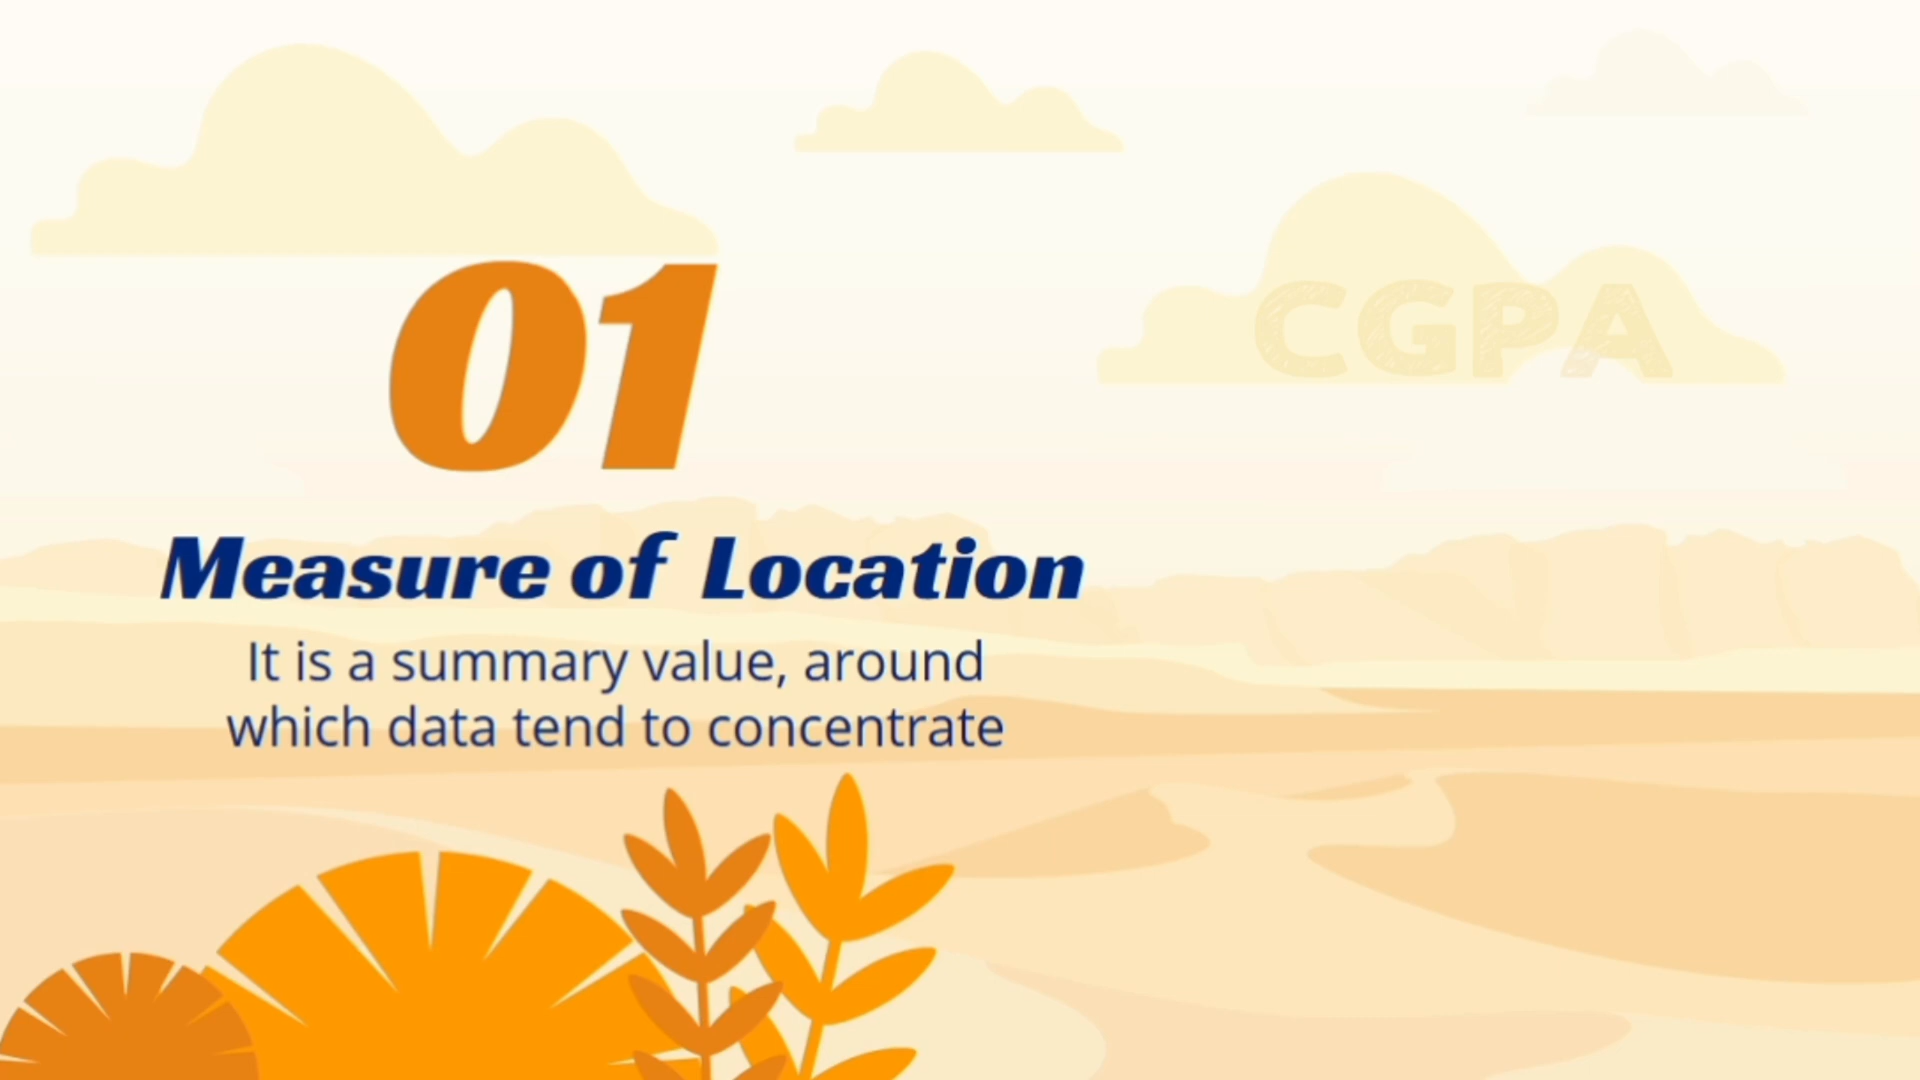 01
CGPA
Measure of Location
It is a summary value, around
which data tend to concentrate